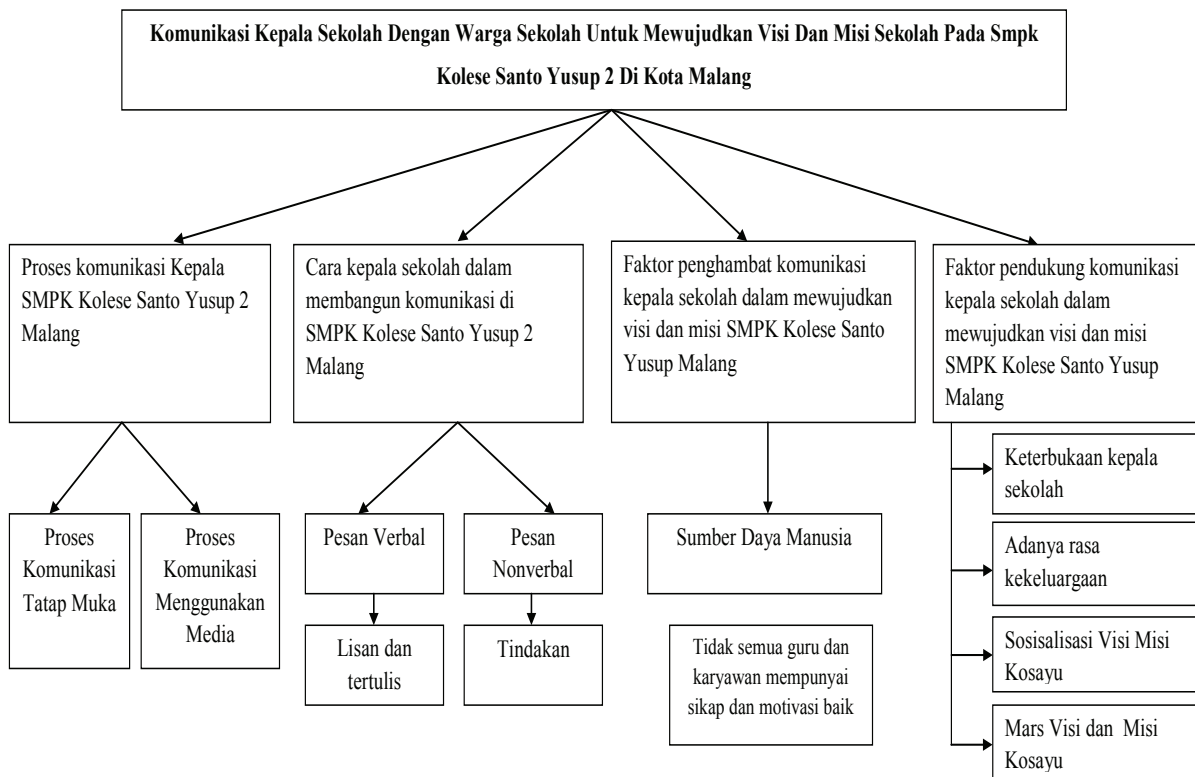 Komunikasi Kepala Sekolah Dengan Warga Sekolah Untuk Mewujudkan Visi Dan Misi Sekolah Pada Smpk
Kolese Santo Yusup 2 Di Kota Malang
Proses komunikasi Kepala
SMPK Kolese Santo Yusup 2
Malang
Cara kepala sekolah dalam
membangun komunikasi di
SMPK Kolese Santo Yusup 2
Malang
Faktor penghambat komunikasi
kepala sekolah dalam mewujudkan
visi dan misi SMPK Kolese Santo
Yusup Malang
Faktor pendukung komunikasi
kepala sekolah dalam
mewujudkan visi dan misi
SMPK Kolese Santo Yusup
Malang
Proses
Komunikasi
Tatap Muka
Proses
Komunikasi
Menggunakan
Media
Pesan Verbal
Lisan dan
tertulis
Pesan
Nonverbal
Tindakan
Sumber Daya Manusia
Tidak semua guru dan
karyawan mempunyai
sikap dan motivasi baik
Keterbukaan kepala
sekolah
Adanya rasa
kekeluargaan
Sosisalisasi Visi Misi
Kosayu
Mars Visi dan Misi
Kosayu